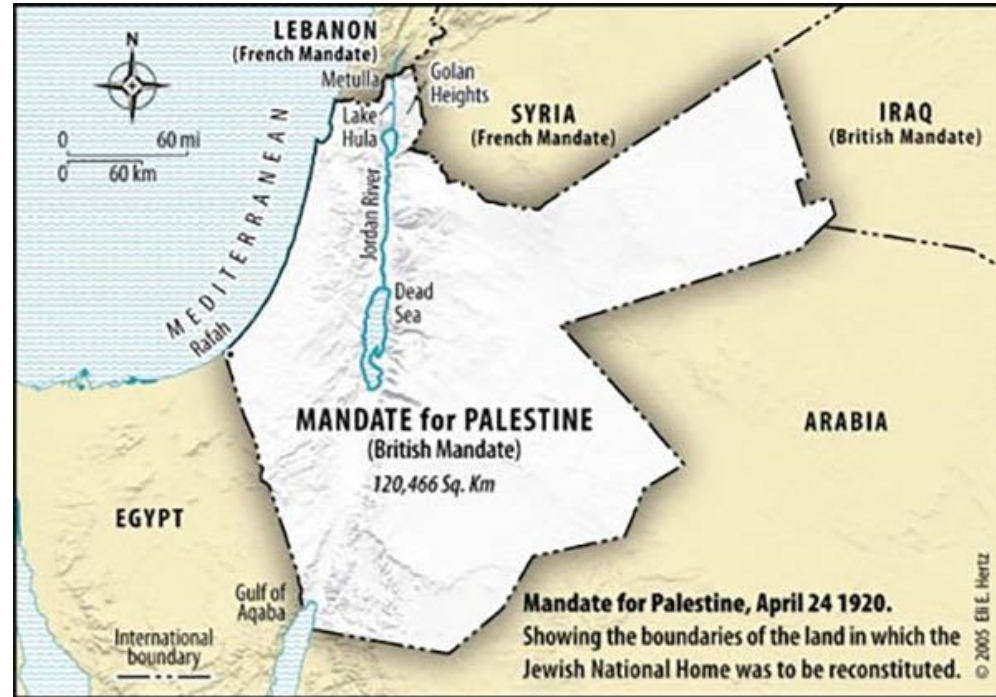 LEBANON
(French Mandate)
N
Metulla
Golan
Heights
Lake
Hula
SYRIA
(French Mandate)
IRAQ
(British Mandate)
0 60 mi
0 60 km
MEDITERRANEAN
Jordan River
Dead
Sea
Rafah
MANDATE for PALESTINE
(British Mandate)
120,466 Sq. Km
ARABIA
EGYPT
Gulf of
Aqaba
International
boundary
Mandate for Palestine, April 24 1920.
Showing the boundaries of the land in which the
Jewish National Home was to be reconstituted.
© 2005 Eli E. Hertz